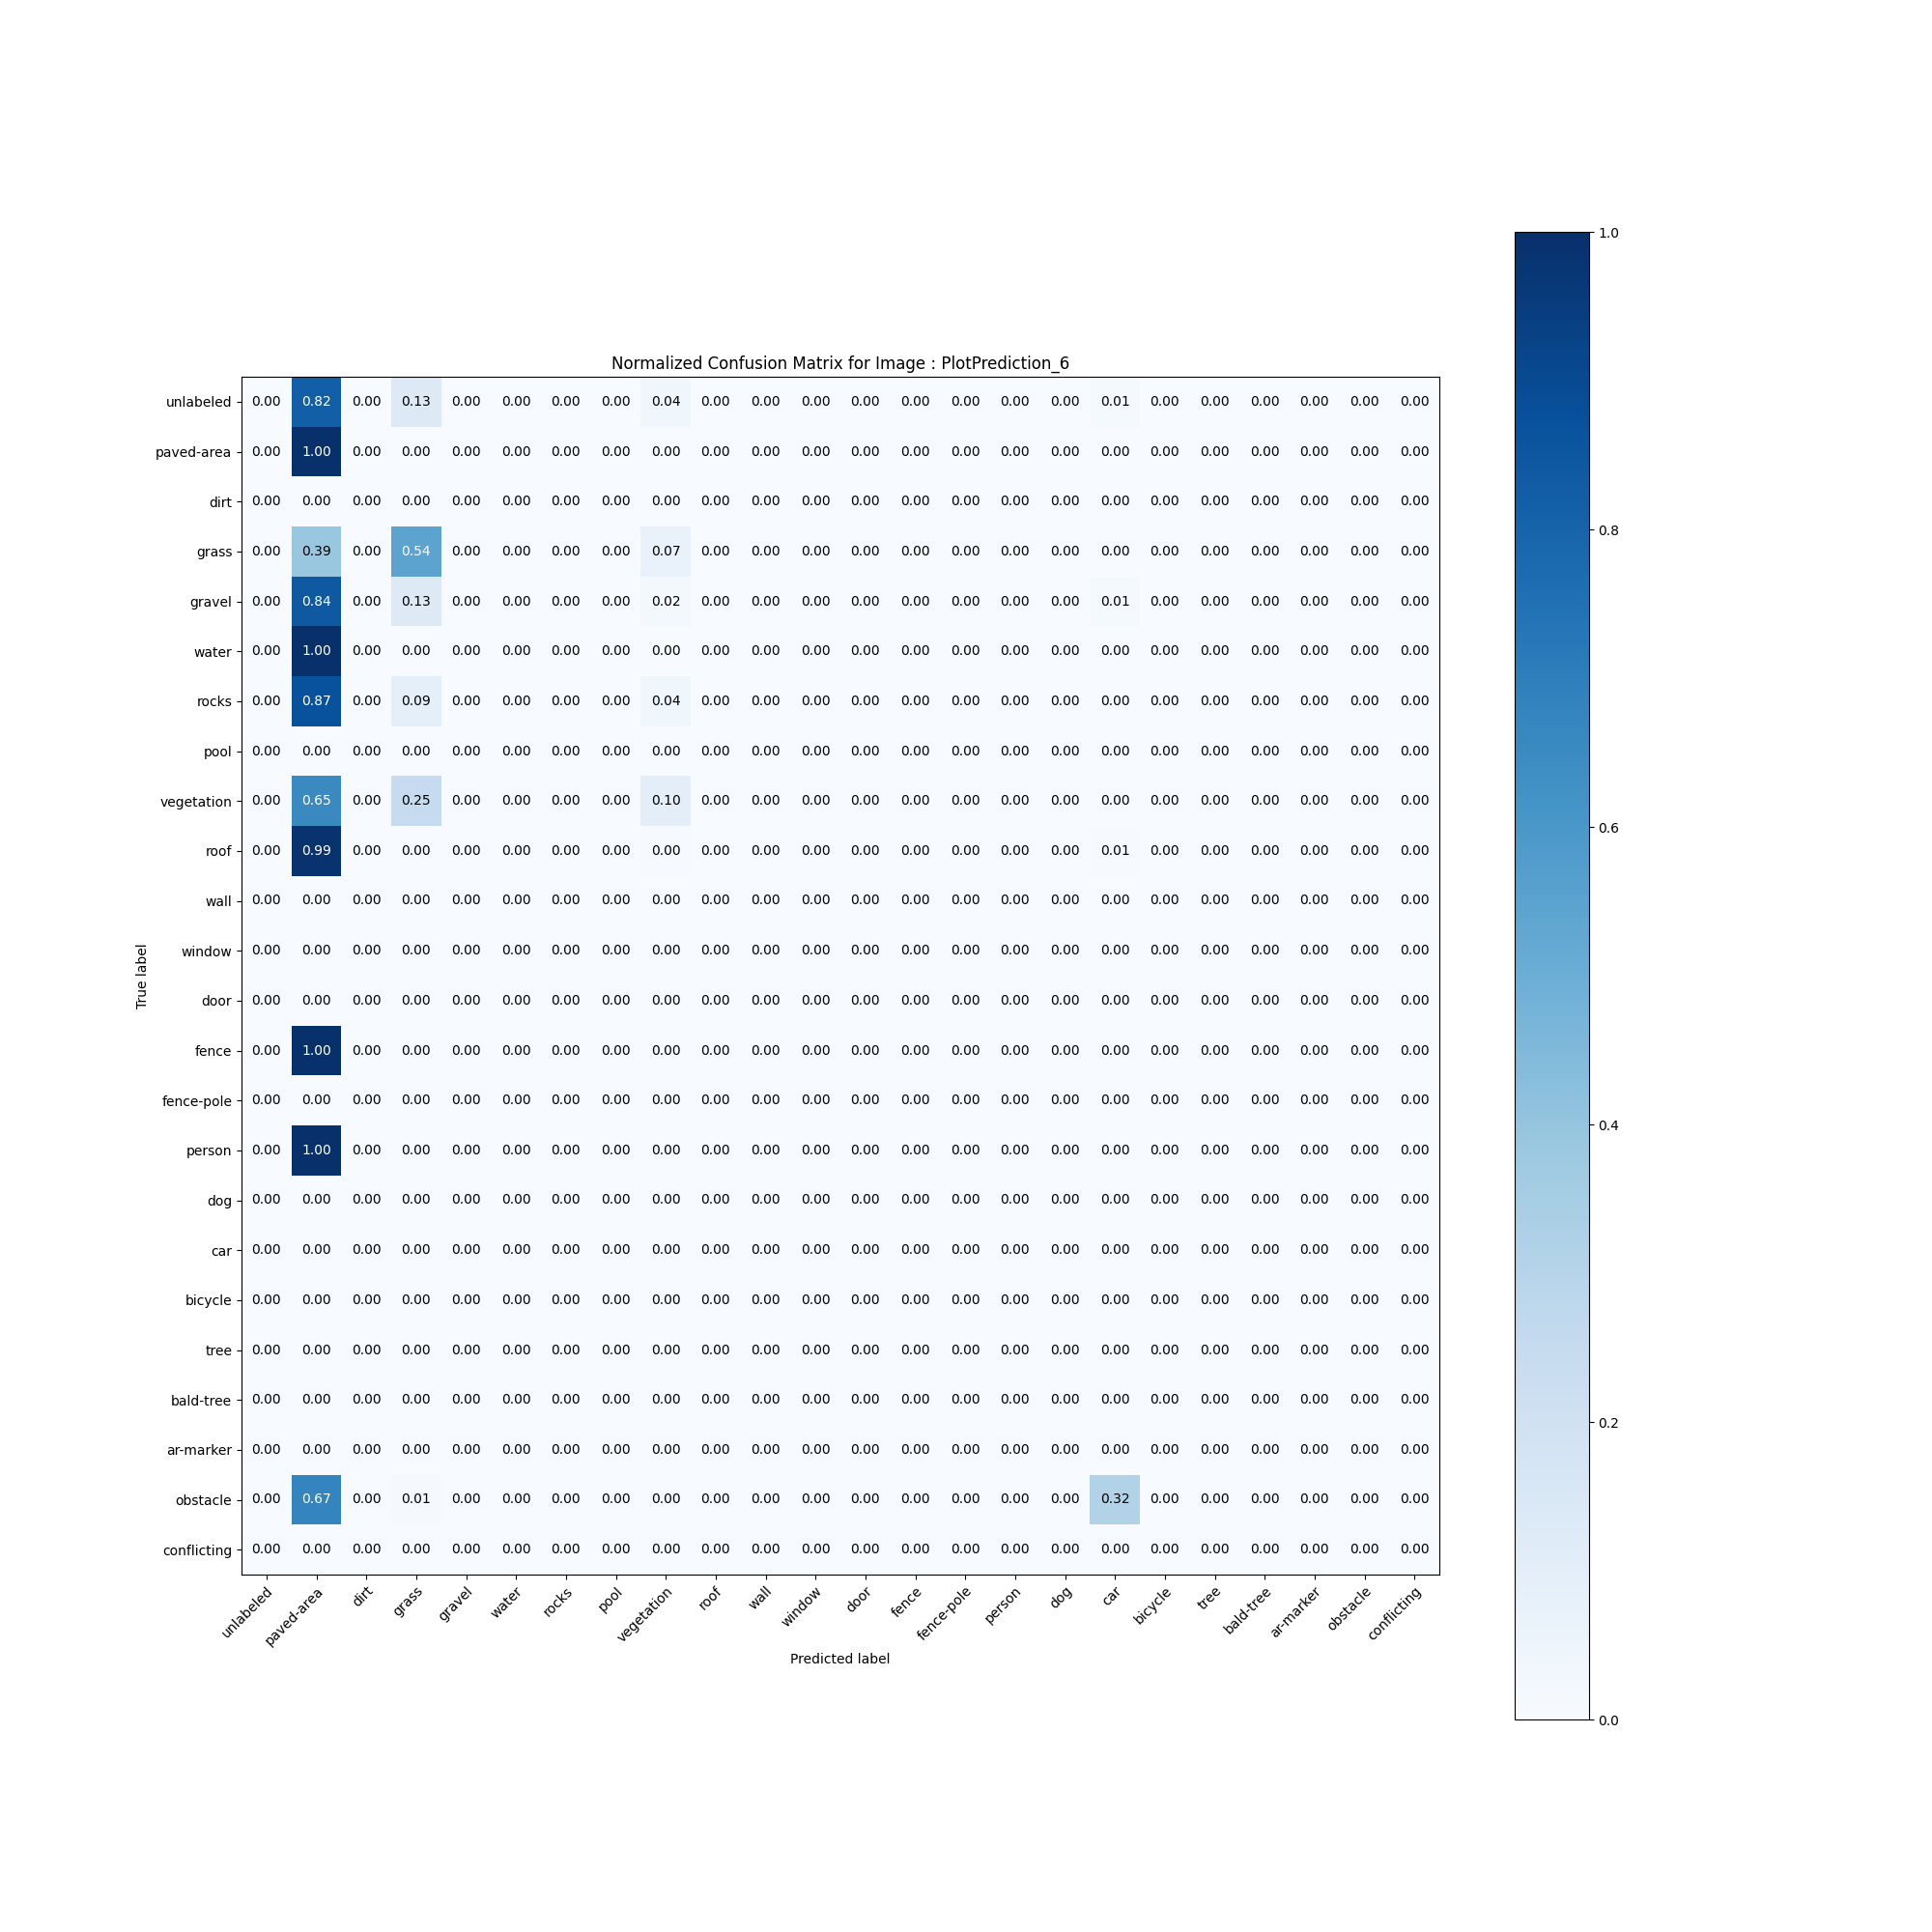 Normalized Confusion Matrix for Image : PlotPrediction_6
unlabeled 0.00 0.82 0.00 0.13 0.00 0.00 0.00 0.00 0.04 0.00 0.00 0.00 0.00 0.00 0.00 0.00 0.00 0.01 0.00 0.00 0.00 0.00 0.00 0.00
paved-area 0.00 1.00 0.00 0.00 0.00 0.00 0.00 0.00 0.00 0.00 0.00 0.00 0.00 0.00 0.00 0.00 0.00 0.00 0.00 0.00 0.00 0.00 0.00 0.00
dirt 0.00 0.00 0.00 0.00 0.00 0.00 0.00 0.00 0.00 0.00 0.00 0.00 0.00 0.00 0.00 0.00 0.00 0.00 0.00 0.00 0.00 0.00 0.00 0.00
grass 0.00 0.39 0.00 0.54 0.00 0.00 0.00 0.00 0.07 0.00 0.00 0.00 0.00 0.00 0.00 0.00 0.00 0.00 0.00 0.00 0.00 0.00 0.00 0.00
gravel 0.00 0.84 0.00 0.13 0.00 0.00 0.00 0.00 0.02 0.00 0.00 0.00 0.00 0.00 0.00 0.00 0.00 0.01 0.00 0.00 0.00 0.00 0.00 0.00
water 0.00 1.00 0.00 0.00 0.00 0.00 0.00 0.00 0.00 0.00 0.00 0.00 0.00 0.00 0.00 0.00 0.00 0.00 0.00 0.00 0.00 0.00 0.00 0.00
rocks 0.00 0.87 0.00 0.09 0.00 0.00 0.00 0.00 0.04 0.00 0.00 0.00 0.00 0.00 0.00 0.00 0.00 0.00 0.00 0.00 0.00 0.00 0.00 0.00
pool 0.00 0.00 0.00 0.00 0.00 0.00 0.00 0.00 0.00 0.00 0.00 0.00 0.00 0.00 0.00 0.00 0.00 0.00 0.00 0.00 0.00 0.00 0.00 0.00
vegetation 0.00 0.65 0.00 0.25 0.00 0.00 0.00 0.00 0.10 0.00 0.00 0.00 0.00 0.00 0.00 0.00 0.00 0.00 0.00 0.00 0.00 0.00 0.00 0.00
roof 0.00 0.99 0.00 0.00 0.00 0.00 0.00 0.00 0.00 0.00 0.00 0.00 0.00 0.00 0.00 0.00 0.00 0.01 0.00 0.00 0.00 0.00 0.00 0.00
wall 0.00 0.00 0.00 0.00 0.00 0.00 0.00 0.00 0.00 0.00 0.00 0.00 0.00 0.00 0.00 0.00 0.00 0.00 0.00 0.00 0.00 0.00 0.00 0.00
window 0.00 0.00 0.00 0.00 0.00 0.00 0.00 0.00 0.00 0.00 0.00 0.00 0.00 0.00 0.00 0.00 0.00 0.00 0.00 0.00 0.00 0.00 0.00 0.00
door 0.00 0.00 0.00 0.00 0.00 0.00 0.00 0.00 0.00 0.00 0.00 0.00 0.00 0.00 0.00 0.00 0.00 0.00 0.00 0.00 0.00 0.00 0.00 0.00
fence 0.00 1.00 0.00 0.00 0.00 0.00 0.00 0.00 0.00 0.00 0.00 0.00 0.00 0.00 0.00 0.00 0.00 0.00 0.00 0.00 0.00 0.00 0.00 0.00
fence-pole 0.00 0.00 0.00 0.00 0.00 0.00 0.00 0.00 0.00 0.00 0.00 0.00 0.00 0.00 0.00 0.00 0.00 0.00 0.00 0.00 0.00 0.00 0.00 0.00
person 0.00 1.00 0.00 0.00 0.00 0.00 0.00 0.00 0.00 0.00 0.00 0.00 0.00 0.00 0.00 0.00 0.00 0.00 0.00 0.00 0.00 0.00 0.00 0.00
dog 0.00 0.00 0.00 0.00 0.00 0.00 0.00 0.00 0.00 0.00 0.00 0.00 0.00 0.00 0.00 0.00 0.00 0.00 0.00 0.00 0.00 0.00 0.00 0.00
car 0.00 0.00 0.00 0.00 0.00 0.00 0.00 0.00 0.00 0.00 0.00 0.00 0.00 0.00 0.00 0.00 0.00 0.00 0.00 0.00 0.00 0.00 0.00 0.00
bicycle 0.00 0.00 0.00 0.00 0.00 0.00 0.00 0.00 0.00 0.00 0.00 0.00 0.00 0.00 0.00 0.00 0.00 0.00 0.00 0.00 0.00 0.00 0.00 0.00
tree 0.00 0.00 0.00 0.00 0.00 0.00 0.00 0.00 0.00 0.00 0.00 0.00 0.00 0.00 0.00 0.00 0.00 0.00 0.00 0.00 0.00 0.00 0.00 0.00
bald-tree 0.00 0.00 0.00 0.00 0.00 0.00 0.00 0.00 0.00 0.00 0.00 0.00 0.00 0.00 0.00 0.00 0.00 0.00 0.00 0.00 0.00 0.00 0.00 0.00
ar-marker 0.00 0.00 0.00 0.00 0.00 0.00 0.00 0.00 0.00 0.00 0.00 0.00 0.00 0.00 0.00 0.00 0.00 0.00 0.00 0.00 0.00 0.00 0.00 0.00
obstacle 0.00 0.67 0.00 0.01 0.00 0.00 0.00 0.00 0.00 0.00 0.00 0.00 0.00 0.00 0.00 0.00 0.00 0.32 0.00 0.00 0.00 0.00 0.00 0.00
conflicting 0.00 0.00 0.00 0.00 0.00 0.00 0.00 0.00 0.00 0.00 0.00 0.00 0.00 0.00 0.00 0.00 0.00 0.00 0.00 0.00 0.00 0.00 0.00 0.00
unlabeled paved-area dirt grass gravel water rocks pool vegetation roof wall window door fence fence-pole person dog car bicycle tree bald-tree ar-marker obstacle conflicting
Predicted label
True label
1.0
0.8
0.6
0.4
0.2
0.0